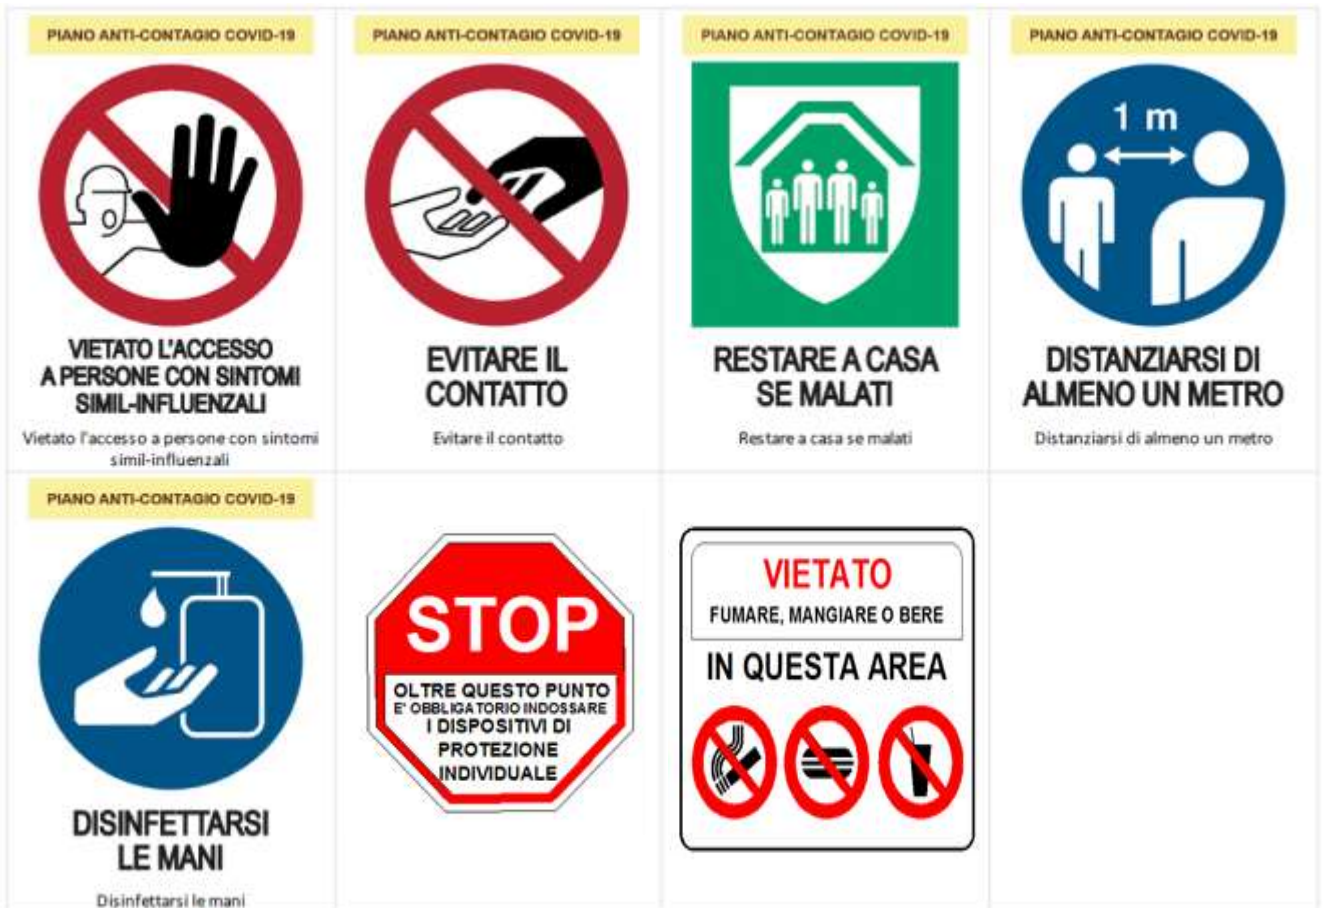 PIANO ANTI-CONTAGIO COVID-19
VIETATO L'ACCESSO
A PERSONE CON SINTOMI
SIMIL-INFLUENZALI
Vietato l'accesso a persone con sintomi
simil-influenzali
PIANO ANTI-CONTAGIO COVID-19
EVITARE IL
CONTATTO
Evitare il contatto
PIANO ANTI-CONTAGIO COVID-19
RESTARE A CASA
SE MALATI
Restare a casa se malati
PIANO ANTI-CONTAGIO COVID-19
1 m
DISTANZIARSI DI
ALMENO UN METRO
Distanziarsi di almeno un metro
PIANO ANTI-CONTAGIO COVID-19
DISINFETTARSI
LE MANI
Disinfettarsi le mani
STOP
OLTRE QUESTO PUNTO
E' OBBLIGATORIO INDOSSARE
I DISPOSITIVI DI
PROTEZIONE
INDIVIDUALE
VIETATO
FUMARE, MANGIARE O BERE
IN QUESTA AREA